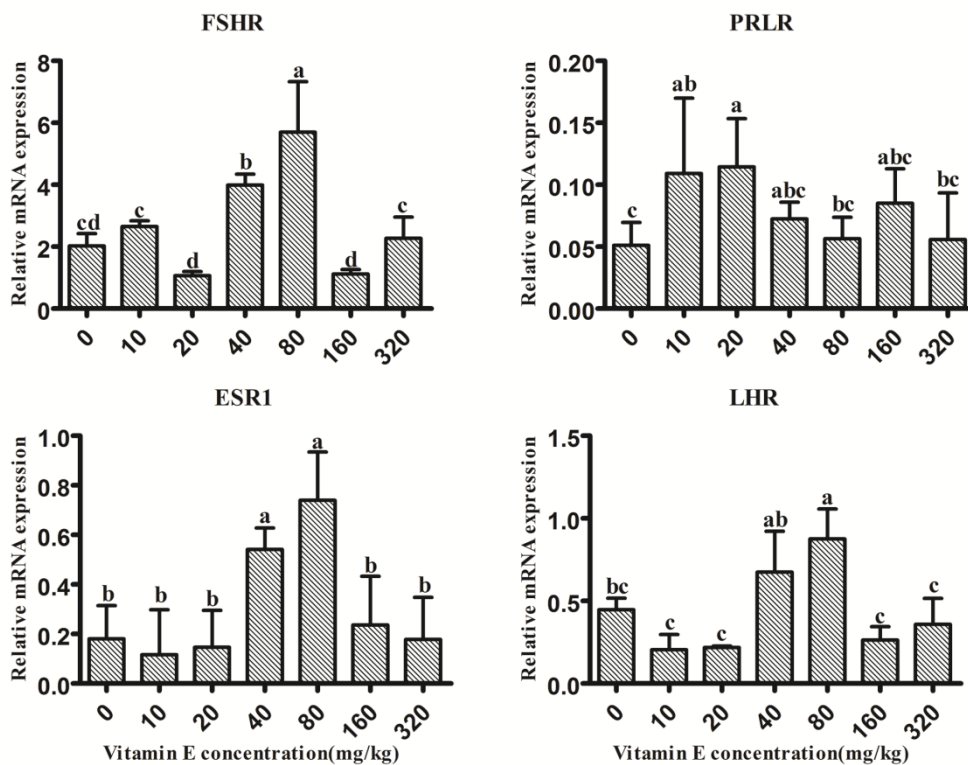 FSHR
Relative mRNA expression
8
6
4
2
0
cd
c
d
b
a
d
c
0 10 20 40 80 160 320
PRLR
Relative mRNA expression
0.20
0.15
0.10
0.05
0.00
c
ab
a
abc
bc
abc
bc
0 10 20 40 80 160 320
ESR1
Relative mRNA expression
1.0
0.8
0.6
0.4
0.2
0.0
b
b
b
a
a
b
b
0 10 20 40 80 160 320
Vitamin E concentration(mg/kg)
LHR
Relative mRNA expression
1.5
1.0
0.5
0.0
bc
c
c
ab
a
c
c
0 10 20 40 80 160 320
Vitamin E concentration(mg/kg)